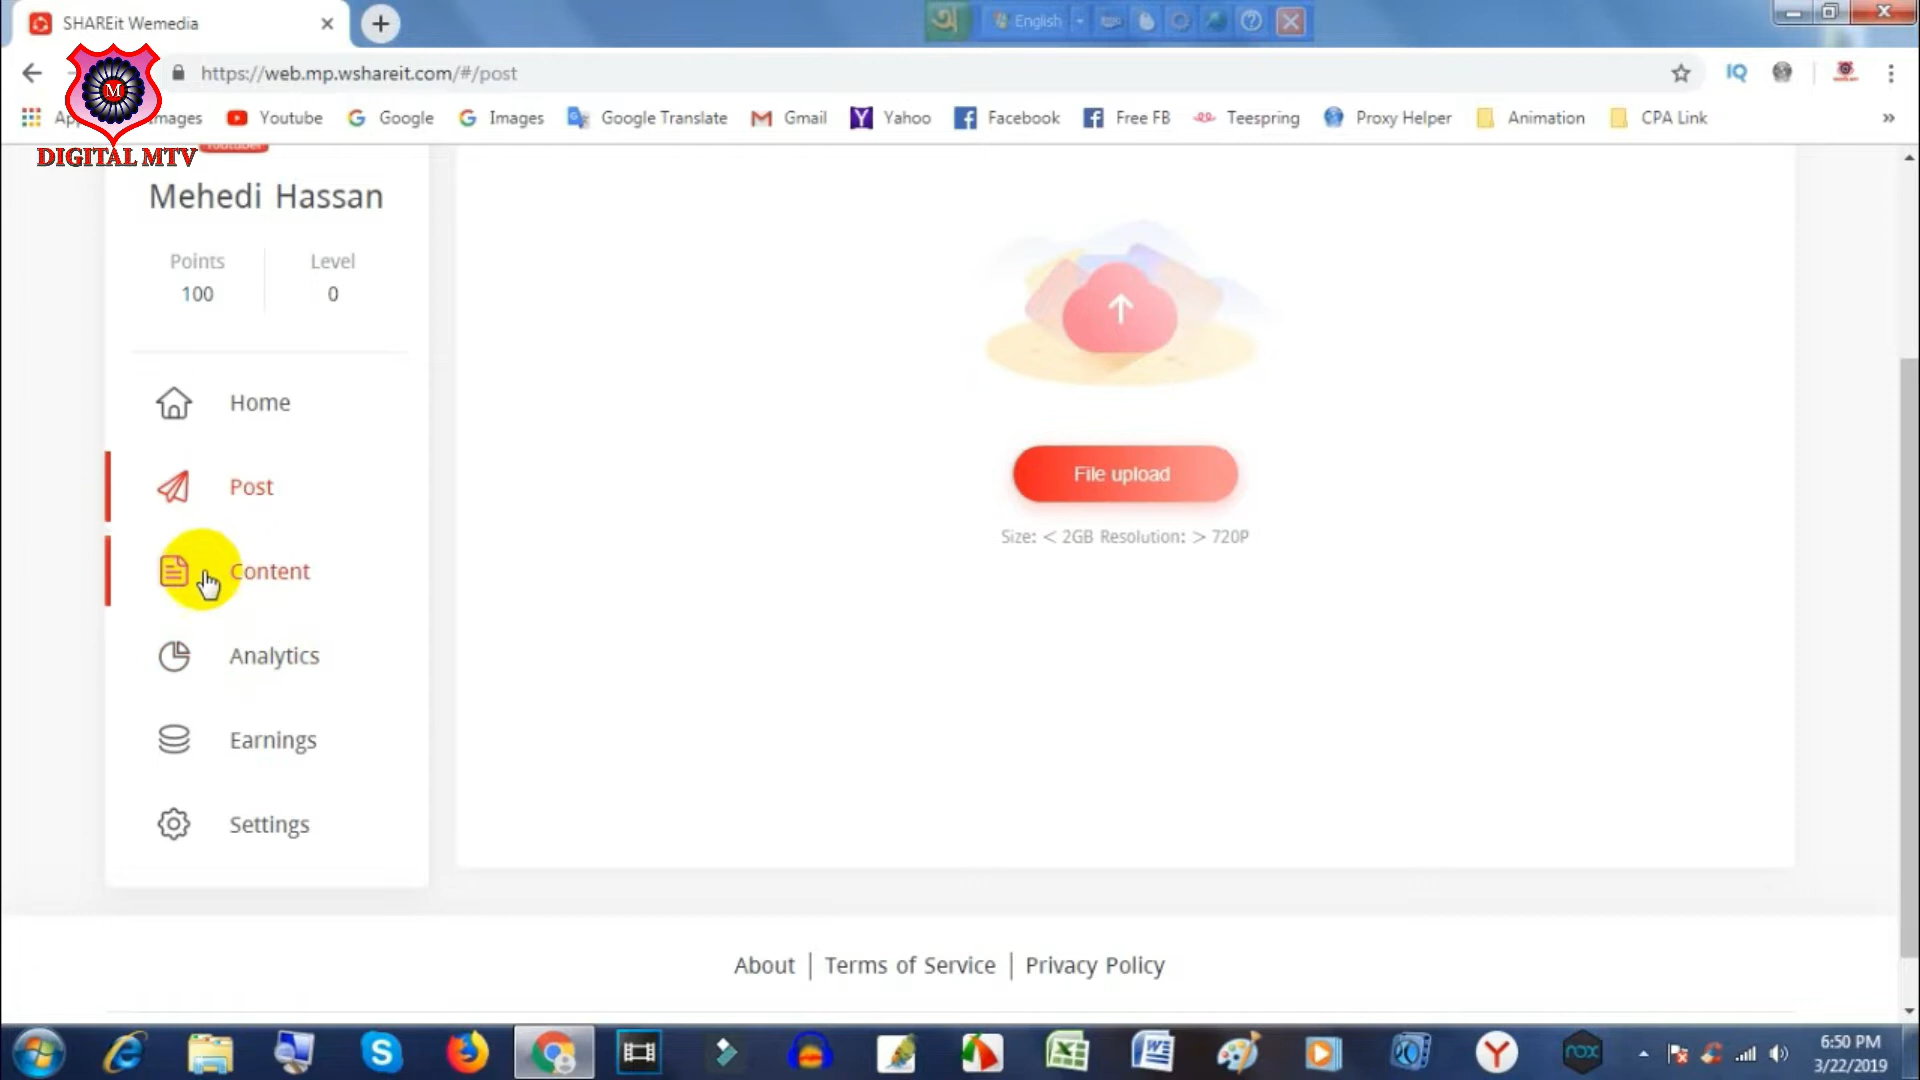 SHAREit Wemedia
English
https://web.mp.wshareit.com/#/post
IQ
Images Youtube Google Images Google Translate Gmail Yahoo Facebook Free FB Teespring Proxy Helper Animation CPA Link
M
DIGITAL MTV
Mehedi Hassan
Points Level
100 0
Home
Post
Content
Analytics
Earnings
Settings
File upload
Size: < 2GB Resolution: > 720P
About | Terms of Service | Privacy Policy
nox
6:50 PM
3/22/2019